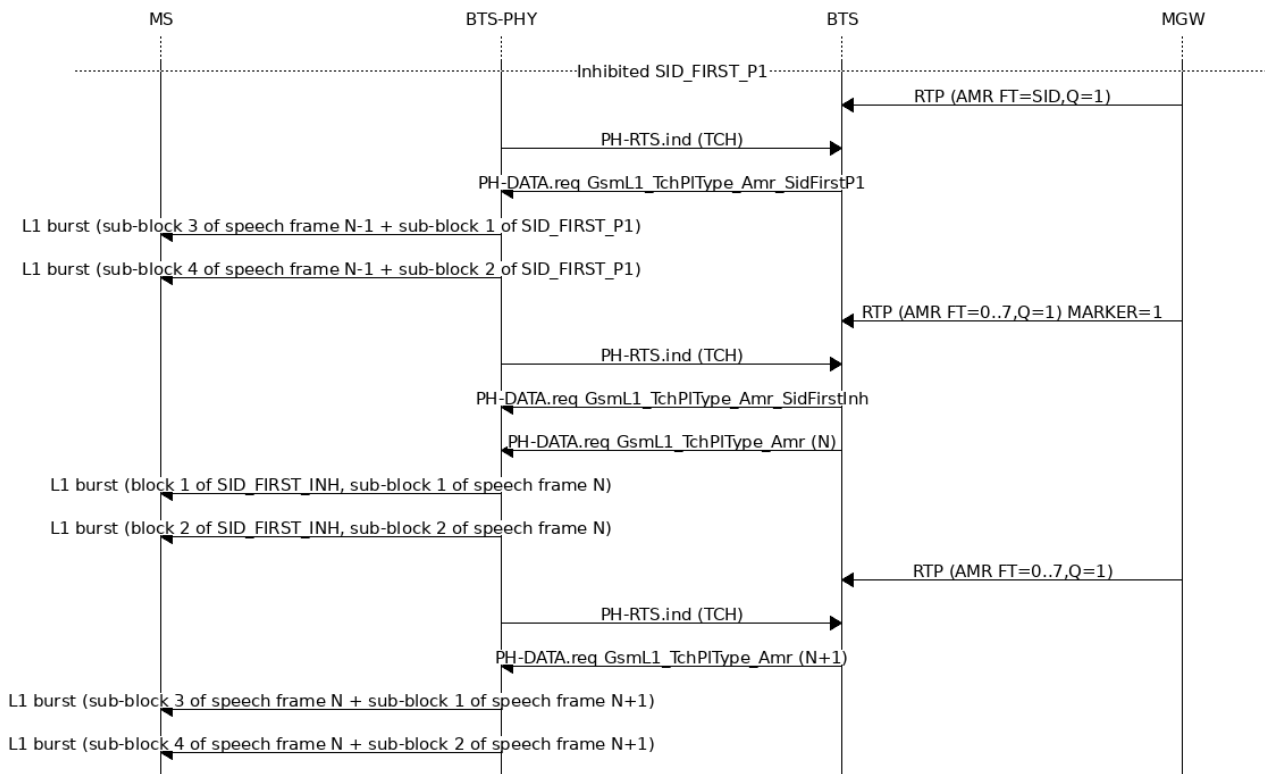 MS BTS-PHY BTS MGW
Inhibited SID_FIRST_P1
RTP (AMR FT=SID,Q=1)
PH-RTS.ind (TCH)
PH-DATA.req GsmL1_TchPlType_Amr_SidFirstP1
L1 burst (sub-block 3 of speech frame N-1 + sub-block 1 of SID_FIRST_P1)
L1 burst (sub-block 4 of speech frame N-1 + sub-block 2 of SID_FIRST_P1)
RTP (AMR FT=0..7,Q=1) MARKER=1
PH-RTS.ind (TCH)
PH-DATA.req GsmL1_TchPlType_Amr_SidFirstInh
PH-DATA.req GsmL1_TchPlType_Amr (N)
L1 burst (block 1 of SID_FIRST_INH, sub-block 1 of speech frame N)
L1 burst (block 2 of SID_FIRST_INH, sub-block 2 of speech frame N)
RTP (AMR FT=0..7,Q=1)
PH-RTS.ind (TCH)
PH-DATA.req GsmL1_TchPlType_Amr (N+1)
L1 burst (sub-block 3 of speech frame N + sub-block 1 of speech frame N+1)
L1 burst (sub-block 4 of speech frame N + sub-block 2 of speech frame N+1)